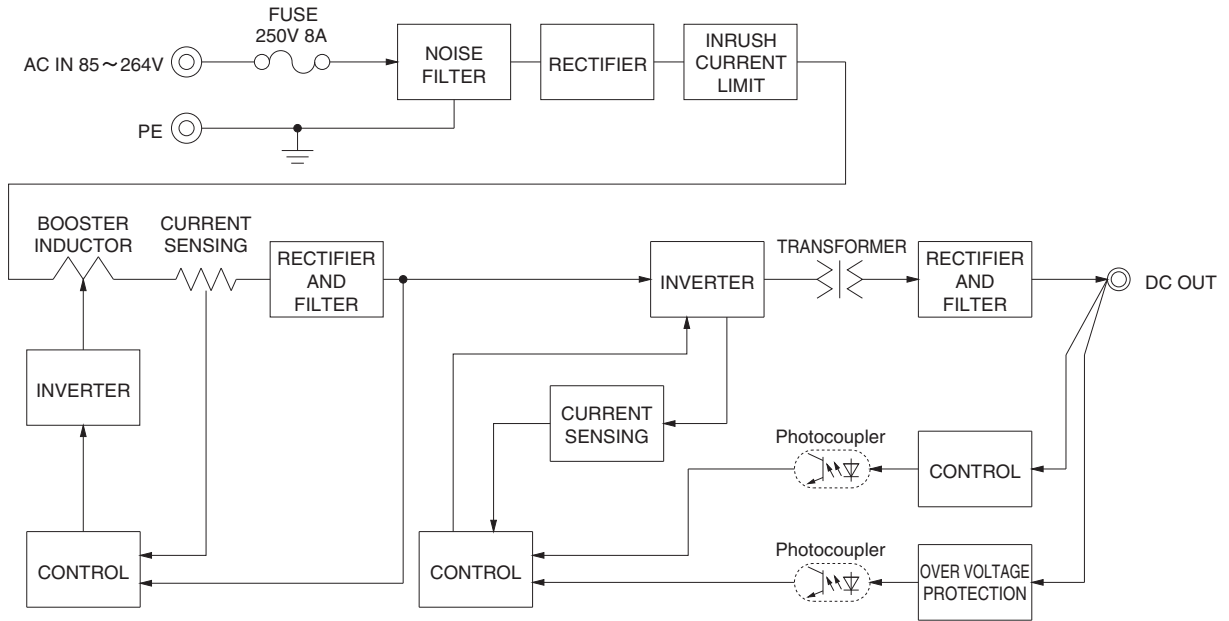 FUSE
250V 8A
AC IN 85～264V
NOISE
FILTER
RECTIFIER
INRUSH
CURRENT
LIMIT
PE
BOOSTER
INDUCTOR
CURRENT
SENSING
RECTIFIER
AND
FILTER
INVERTER
TRANSFORMER
RECTIFIER
AND
FILTER
DC OUT
INVERTER
CURRENT
SENSING
Photocoupler
CONTROL
CONTROL
CONTROL
Photocoupler
OVER VOLTAGE
PROTECTION